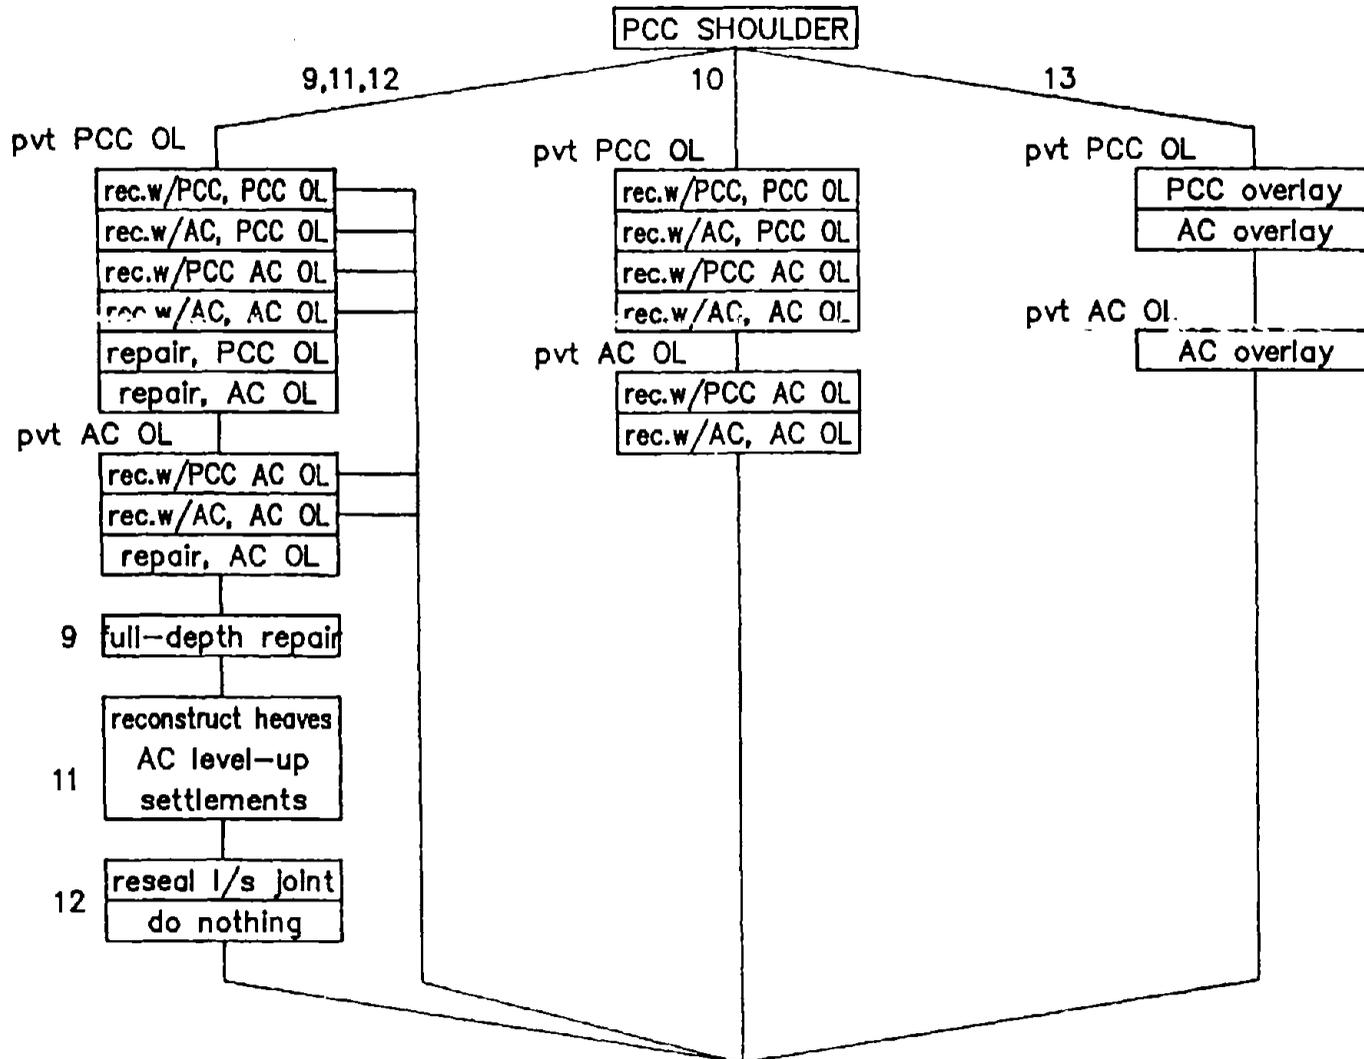 PCC SHOULDER
9,11,12
10
13
pvt PCC OL
rec.w/PCC, PCC OL
rec.w/AC, PCC OL
rec.w/PCC AC OL
rec.w/AC, AC OL
repair, PCC OL
repair, AC OL
pvt AC OL
rec.w/PCC AC OL
rec.w/AC, AC OL
repair, AC OL
9
full-depth repair
11
reconstruct heaves
AC level-up
settlements
12
reseal l/s joint
do nothing
pvt PCC OL
rec.w/PCC, PCC OL
rec.w/AC, PCC OL
rec.w/PCC AC OL
rec.w/AC, AC OL
pvt AC OL
rec.w/PCC AC OL
rec.w/AC, AC OL
pvt PCC OL
PCC overlay
AC overlay
pvt AC OL
AC overlay